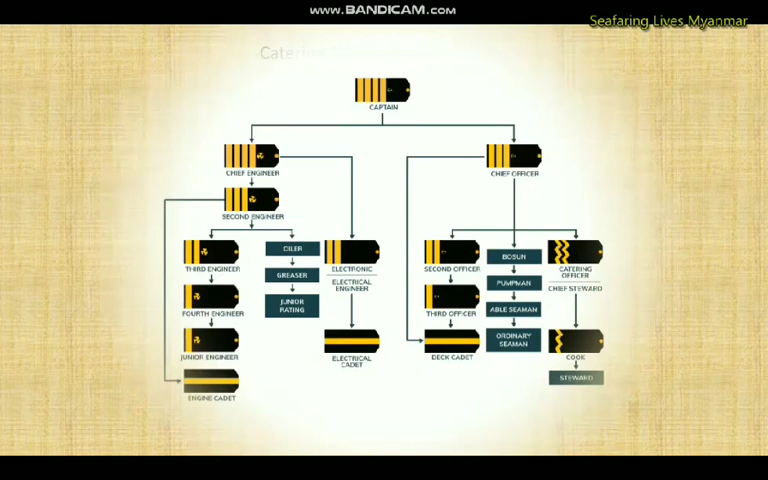 WWW.BANDICAM.COM
Seafaring Lives Myanmar
CAPTAIN
CHIEF ENGINEER
CHIEF OFFICER
SECOND ENGINEER
THIRD ENGINEER
OILER
ELECTRONIC
ELECTRICAL
ENGINEER
SECOND OFFICER
BOSUN
CATERING
OFFICER
CHIEF STEWARD
GREASER
PUMPMAN
FOURTH ENGINEER
JUNIOR
RATING
THIRD OFFICER
ABLE SEAMAN
JUNIOR ENGINEER
ELECTRICAL
CADET
DECK CADET
ORDINARY
SEAMAN
COOK
STEWARD
ENGINE CADET